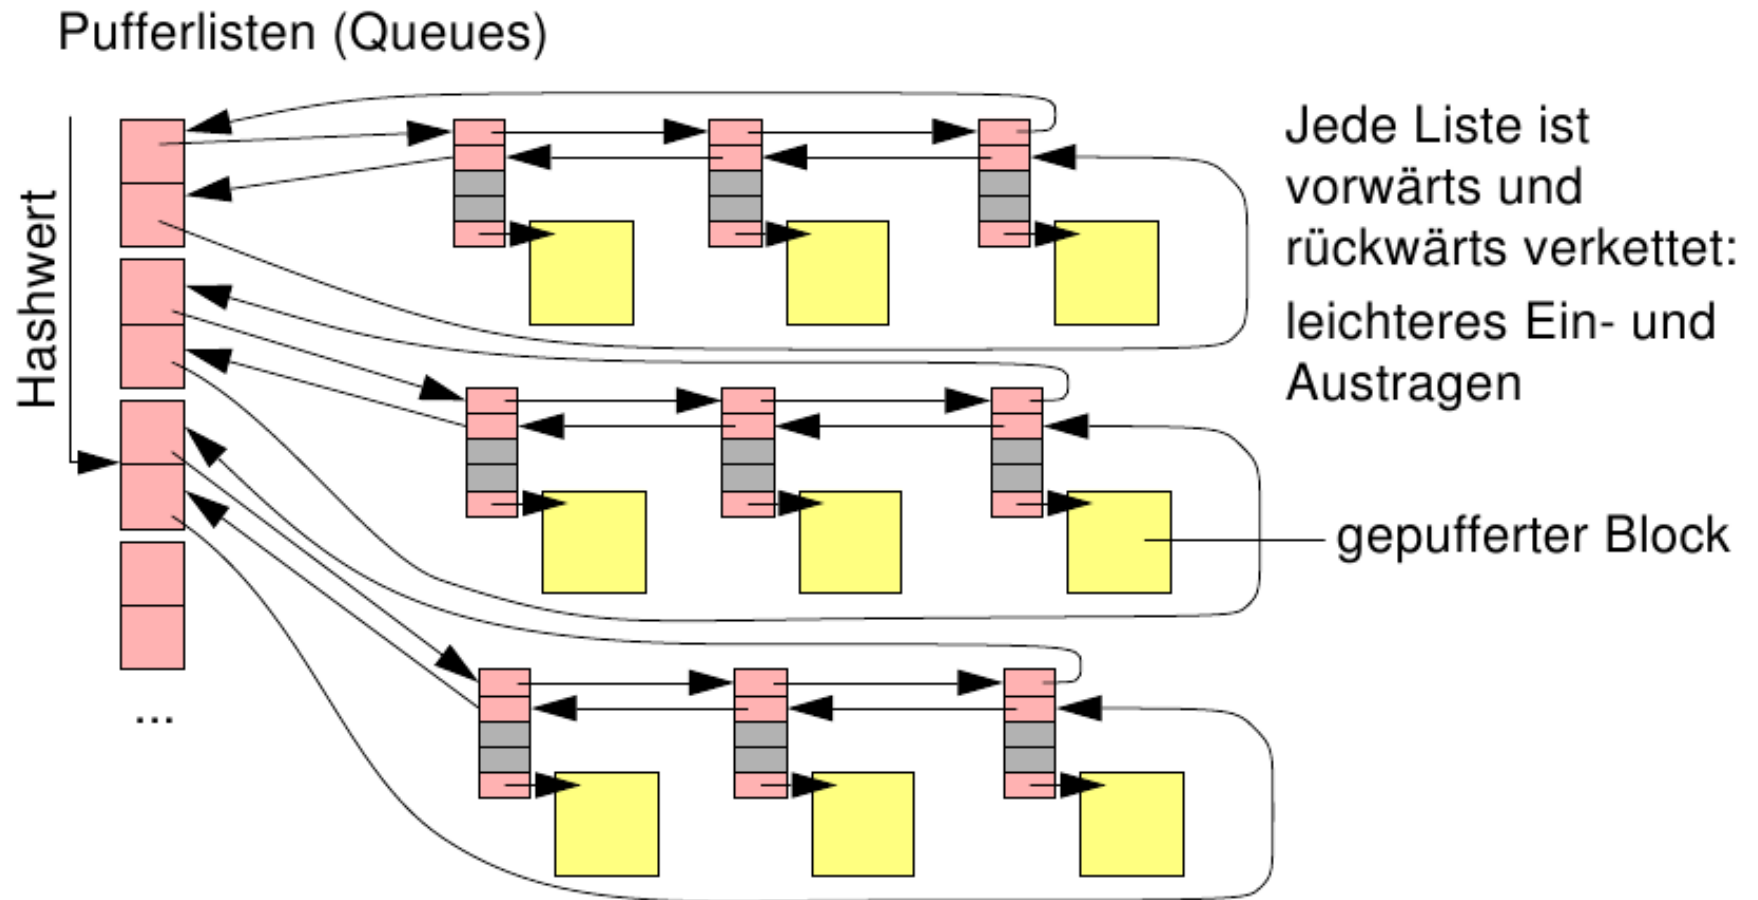 Pufferlisten (Queues)
Hashwert
...
Jede Liste ist
vorwärts und
rückwärts verkettet:
leichteres Ein- und
Austragen
gepufferter Block